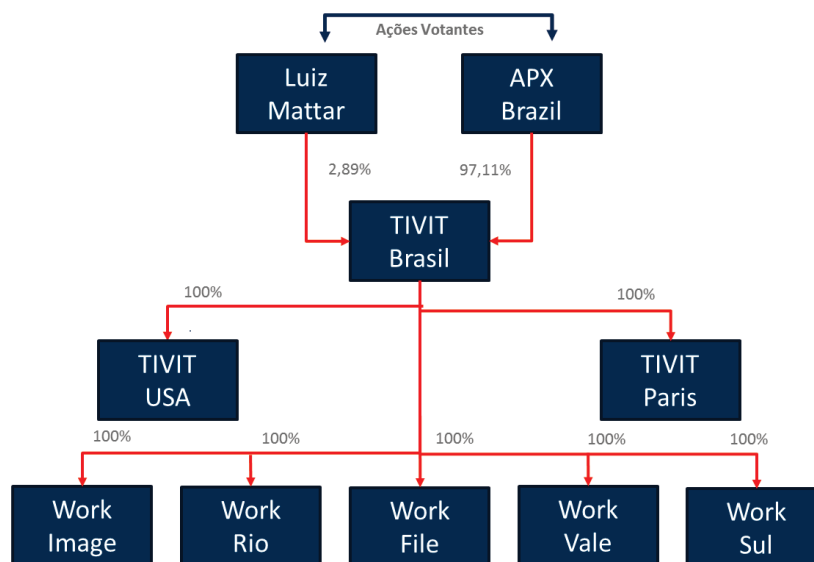 Ações Votantes
Luiz
Mattar
APX
Brazil
2,89%
97,11%
TIVIT
Brasil
100%
100%
TIVIT
USA
TIVIT
Paris
100%
100%
100%
100%
100%
Work
Image
Work
Rio
Work
File
Work
Vale
Work
Sul